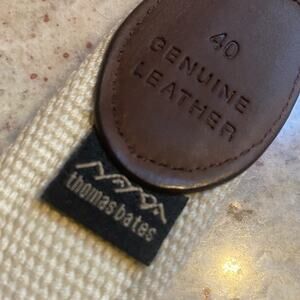 40
GENUINE
LEATHER
thomasbates